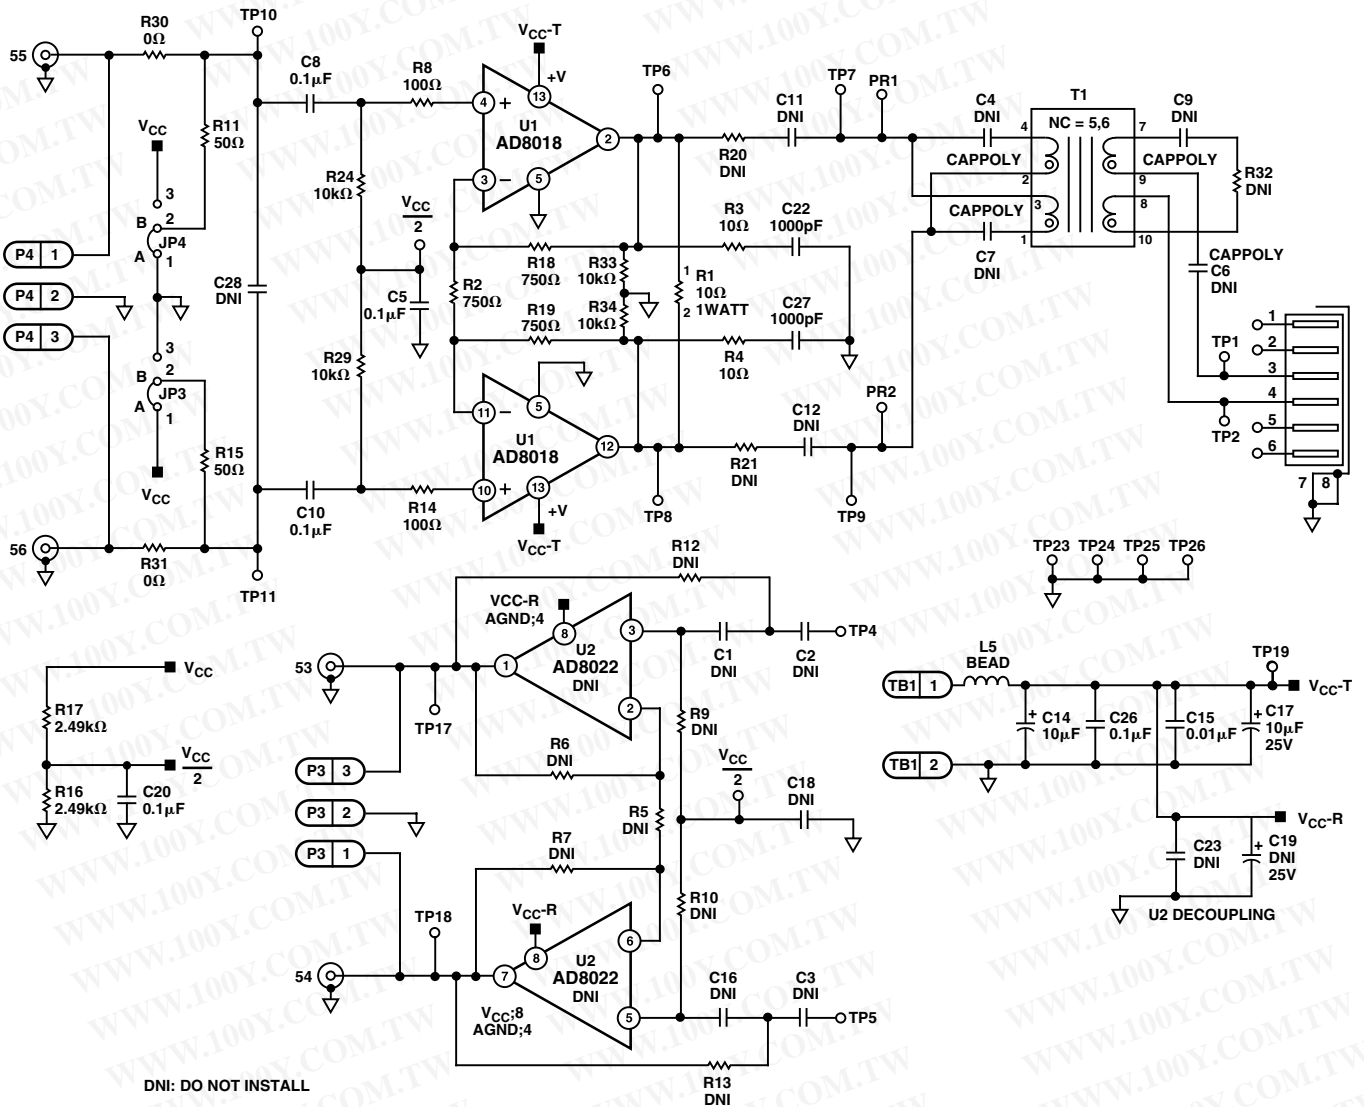 R30
0Ω
TP10
55
C8
0.1µF
R8
100Ω
VCC-T
+V
4
+
13
U1
AD8018
2
3
−
5
TP6
TP7
PR1
C11
DNI
R20
DNI
C4
DNI
T1
NC = 5,6
4
7
C9
DNI
CAPPOLY
CAPPOLY
2
9
R32
DNI
3
8
CAPPOLY
1
10
C7
DNI
VCC
R11
50Ω
3
B
2
JP4
A
1
R24
10kΩ
VCC
2
R3
10Ω
C22
1000pF
P4 1
P4 2
P4 3
C28
DNI
C5
0.1µF
R2
750Ω
R18
750Ω
R33
10kΩ
R19
750Ω
R34
10kΩ
1
R1
10Ω
2
1WATT
C27
1000pF
R4
10Ω
CAPPOLY
C6
DNI
3
B
2
JP3
A
1
R29
10kΩ
VCC
R15
50Ω
11
−
5
U1
AD8018
12
10
+
13
+V
VCC-T
C12
DNI
PR2
R21
DNI
TP8
TP9
TP1
TP2
1
2
3
4
5
6
7
8
C10
0.1µF
R14
100Ω
56
R31
0Ω
TP11
R12
DNI
TP23
TP24
TP25
TP26
VCC-R
AGND;4
8
3
U2
AD8022
DNI
1
2
C1
DNI
C2
DNI
TP4
53
TP17
R9
DNI
R6
DNI
VCC
R17
2.49kΩ
VCC
2
R16
2.49kΩ
C20
0.1µF
P3 3
P3 2
P3 1
R5
DNI
R7
DNI
VCC
2
C18
DNI
R10
DNI
L5
BEAD
TP19
TB1 1
VCC-T
C14
10µF
C26
0.1µF
C15
0.01µF
C17
10µF
25V
+
+
TB1 2
VCC-R
C23
DNI
+
C19
DNI
25V
U2 DECOUPLING
TP18
VCC-R
8
6
U2
AD8022
DNI
7
5
54
VCC;8
AGND;4
C16
DNI
C3
DNI
TP5
R13
DNI
DNI: DO NOT INSTALL
WWW.100Y.COM.TW